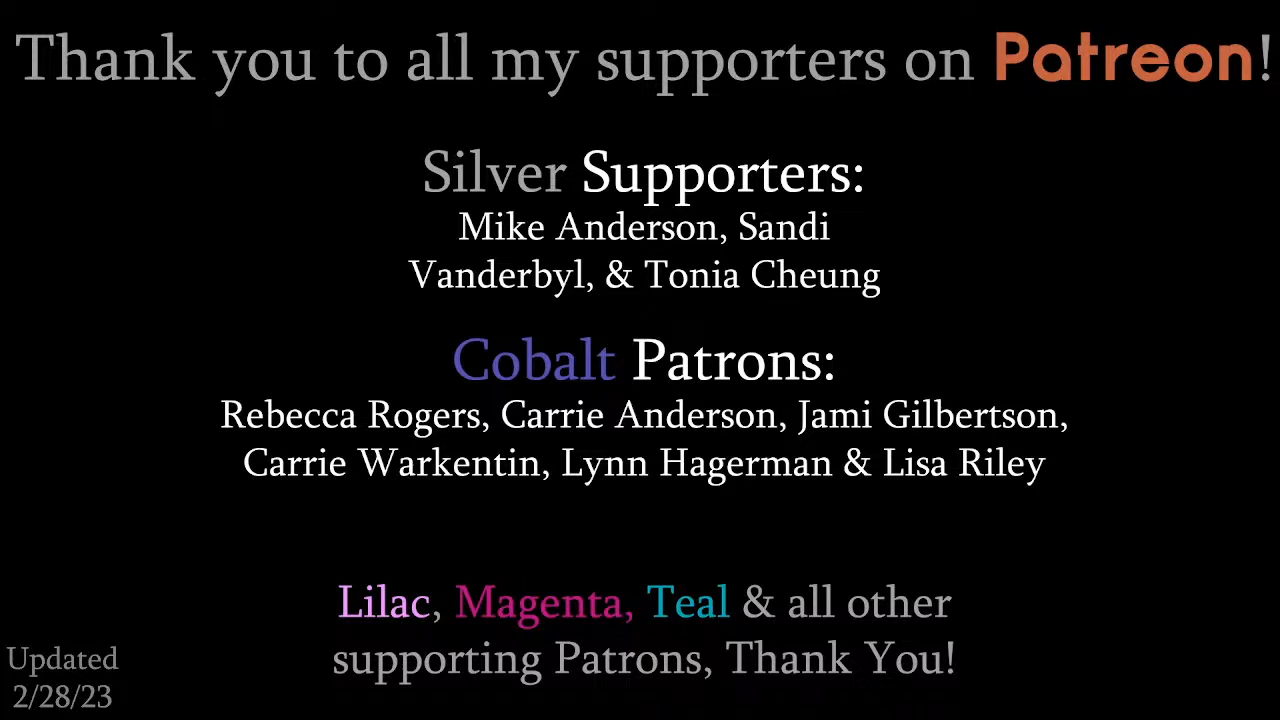 Thank you to all my supporters on Patreon!
Silver Supporters:
Mike Anderson, Sandi
Vanderbyl, & Tonia Cheung
Cobalt Patrons:
Rebecca Rogers, Carrie Anderson, Jami Gilbertson,
Carrie Warkentin, Lynn Hagerman & Lisa Riley
Lilac, Magenta, Teal & all other
supporting Patrons, Thank You!
Updated
2/28/23